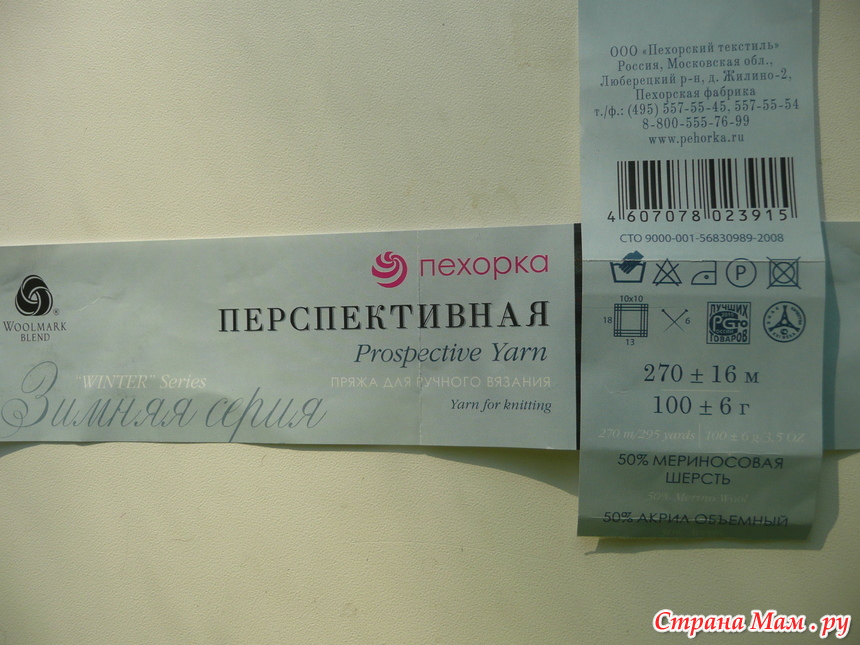 ООО «Пехорский текстиль»
Россия, Московская обл.,
Люберецкий р-н, д. Жилино-2,
Пехорская фабрика
т./ф.: (495) 557-55-45, 557-55-54
8-800-555-76-99
www.pehorka.ru
4 607078 023915
СТО 9000-001-56830989-2008
P
10x10
18
13
6
ЛУЧШИХ
ТОВАРОВ
270 ± 16 м
100 ± 6 г
270 m/295 yards | 100 ± 6 g/3.5 OZ
50% МЕРИНОСОВАЯ
ШЕРСТЬ
50% Merino Wool
50% АКРИЛ ОБЪЕМНЫЙ
WOOLMARK
BLEND
®
пехорка
ПЕРСПЕКТИВНАЯ
Prospective Yarn
ПРЯЖА ДЛЯ РУЧНОГО ВЯЗАНИЯ
Yarn for knitting
"WINTER" Series
Зимняя серия
Страна Мам.ру